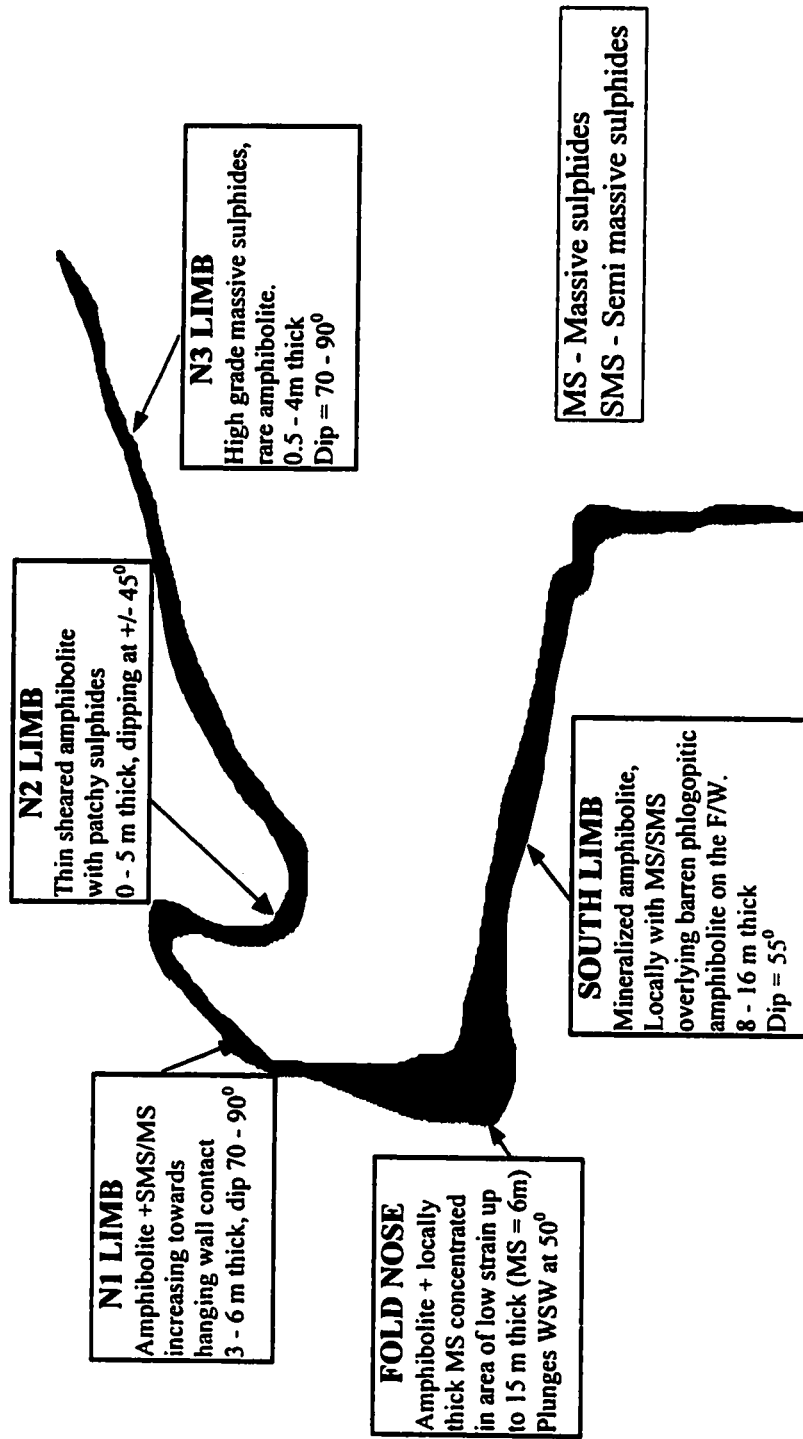 N1 LIMB
Amphibolite +SMS/MS
increasing towards
hanging wall contact
3 - 6 m thick, dip 70 - 90⁰
N2 LIMB
Thin sheared amphibolite
with patchy sulphides
0 - 5 m thick, dipping at +/- 45⁰
N3 LIMB
High grade massive sulphides,
rare amphibolite.
0.5 - 4m thick
Dip = 70 - 90⁰
FOLD NOSE
Amphibolite + locally
thick MS concentrated
in area of low strain up
to 15 m thick (MS = 6m)
Plunges WSW at 50⁰
SOUTH LIMB
Mineralized amphibolite,
Locally with MS/SMS
overlying barren phlogopitic
amphibolite on the F/W.
8 - 16 m thick
Dip = 55⁰
MS - Massive sulphides
SMS - Semi massive sulphides